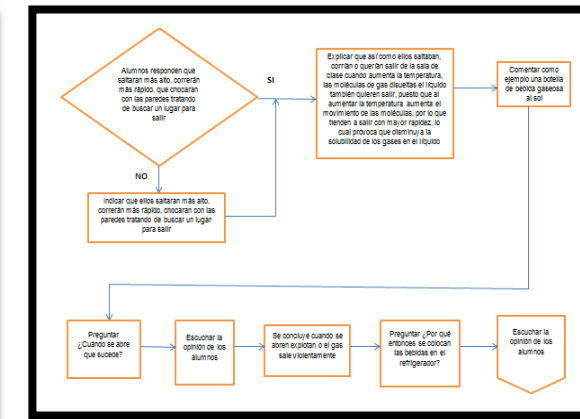 Alumnos responden que
saltaran más alto, correrán
más rápido, que chocaran
con las paredes tratando
de buscar un lugar para
salir
SI
Explicar que así como ellos saltaban,
corrían o querían salir de la sala de
clase cuando aumenta la temperatura,
las moléculas de gas disueltas el líquido
también quieren salir, puesto que al
aumentar la temperatura aumenta el
movimiento de las moléculas, por lo que
tienden a salir con mayor rapidez, lo
cual provoca que disminuya la
solubilidad de los gases en el líquido
Comentar como
ejemplo una botella
de bebida gaseosa
al sol
NO
Indicar que ellos saltaran más alto,
correrán más rápido, chocaran con las
paredes tratando de buscar un lugar
para salir
Preguntar
¿Cuándo se abre
que sucede?
Escuchar la
opinión de los
alumnos
Se concluye cuando se
abren explotan o el gas
sale violentamente
Preguntar ¿Por qué
entonces se colocan
las bebidas en el
refrigerador?
Escuchar la
opinión de los
alumnos